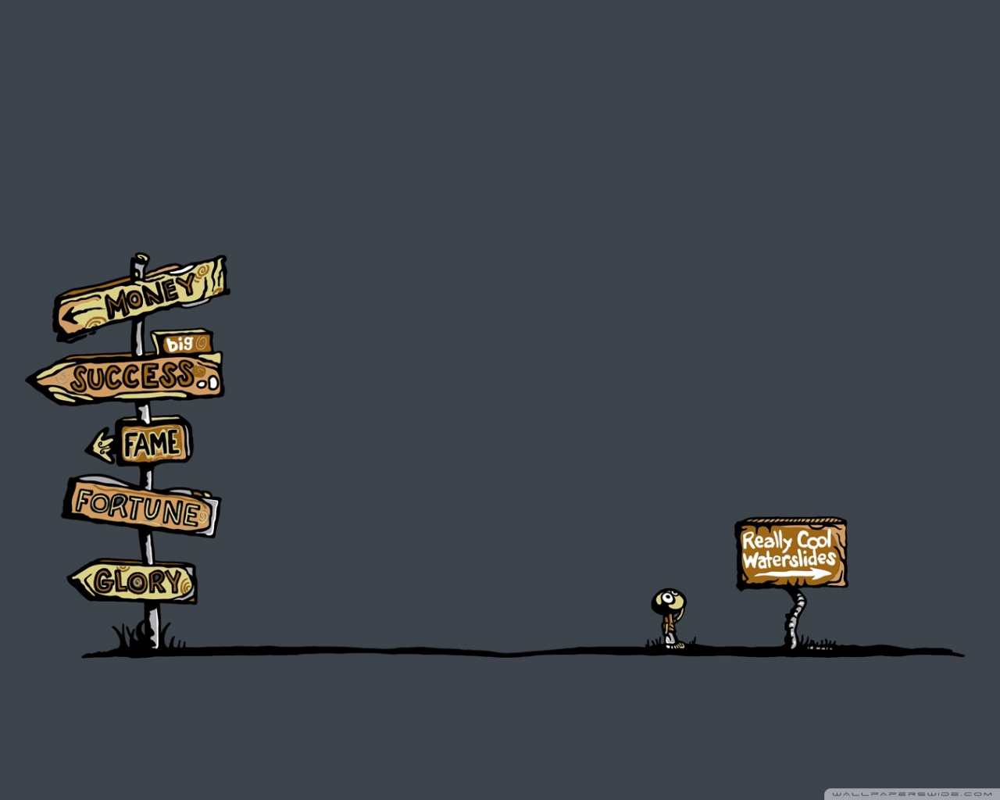 MONEY
big
SUCCESS
FAME
FORTUNE
GLORY
Really Cool
Waterslides
WALLPAPERSWIDE.COM